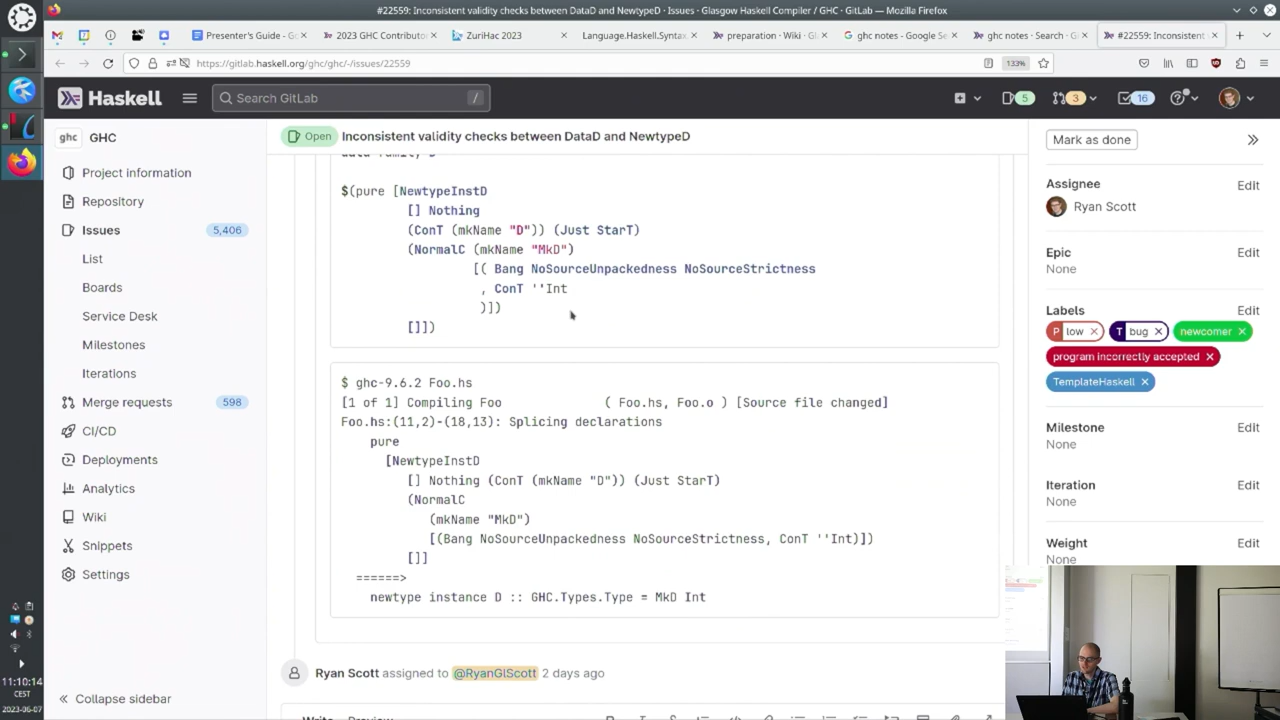 #22559: Inconsistent validity checks between DataD and NewtypeD · Issues · Glasgow Haskell Compiler / GHC · GitLab — Mozilla Firefox
Presenter's Guide - G
2023 GHC Contributor
ZuriHac 2023
Language.Haskell.Syntax
preparation · Wiki · Gl
ghc notes - Google Se
ghc notes · Search · G
#22559: Inconsistent
https://gitlab.haskell.org/ghc/ghc/-/issues/22559
133%
Haskell
Search GitLab
/
5
3
16
ghc GHC
Open Inconsistent validity checks between DataD and NewtypeD
Mark as done
Project information
Repository
Issues 5,406
List
Boards
Service Desk
Milestones
Iterations
Merge requests 598
CI/CD
Deployments
Analytics
Wiki
Snippets
Settings
Collapse sidebar
data family D
$(pure [NewtypeInstD
[] Nothing
(ConT (mkName "D")) (Just StarT)
(NormalC (mkName "MkD")
[( Bang NoSourceUnpackedness NoSourceStrictness
, ConT ''Int
)])
[]])
$ ghc-9.6.2 Foo.hs
[1 of 1] Compiling Foo ( Foo.hs, Foo.o ) [Source file changed]
Foo.hs:(11,2)-(18,13): Splicing declarations
pure
[NewtypeInstD
[] Nothing (ConT (mkName "D")) (Just StarT)
(NormalC
(mkName "MkD")
[(Bang NoSourceUnpackedness NoSourceStrictness, ConT ''Int)])
[]]
======>
newtype instance D :: GHC.Types.Type = MkD Int
Ryan Scott assigned to @RyanGlScott 2 days ago
Write Preview
Assignee Edit
Ryan Scott
Epic Edit
None
Labels Edit
P low
T bug
newcomer
program incorrectly accepted
TemplateHaskell
Milestone Edit
None
Iteration Edit
None
Weight Edit
None
11:10:14
CEST
2023-06-07